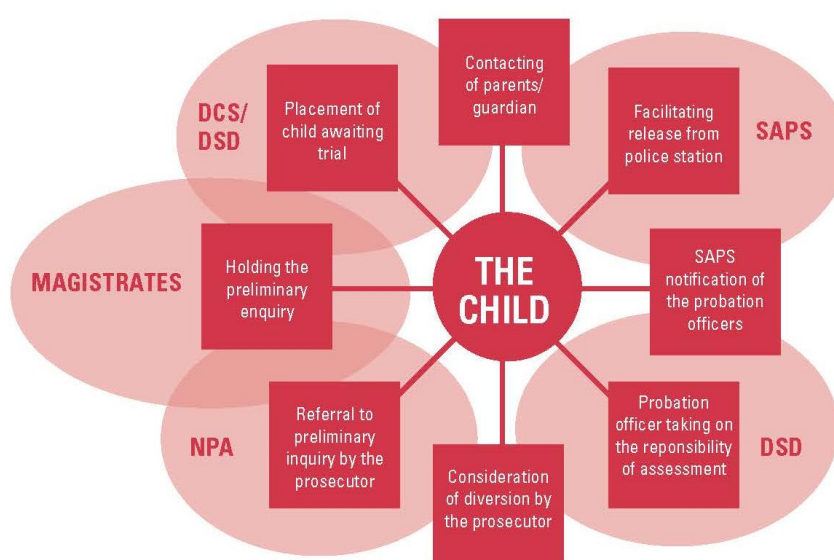 Contacting
of parents/
guardian
DCS/
DSD
Placement of
child awaiting
trial
Facilitating
release from
police station
SAPS
MAGISTRATES
Holding the
preliminary
enquiry
THE
CHILD
SAPS
notification of
the probation
officers
NPA
Referral to
preliminary
inquiry by the
prosecutor
Consideration
of diversion by
the prosecutor
Probation
officer taking on
the reponsibility
of assessment
DSD